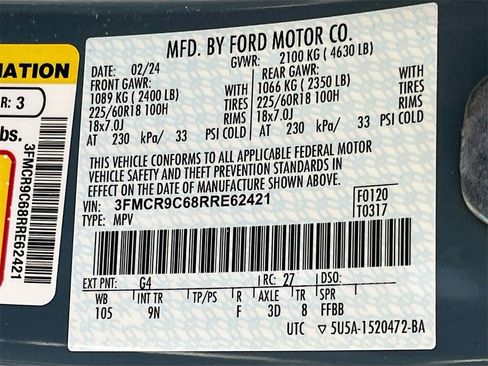 MATION
R: 3
bs.
3FMCR9C68RRE62421
MFD. BY FORD MOTOR CO.
DATE: 02/24 GVWR: 2100 KG ( 4630 LB)
FRONT GAWR: REAR GAWR:
1089 KG ( 2400 LB) WITH 1066 KG ( 2350 LB) WITH
225/60R18 100H TIRES 225/60R18 100H TIRES
18x7.0J RIMS 18x7.0J RIMS
AT 230 kPa/ 33 PSI COLD AT 230 kPa/ 33 PSI COLD
THIS VEHICLE CONFORMS TO ALL APPLICABLE FEDERAL MOTOR
VEHICLE SAFETY AND THEFT PREVENTION STANDARDS IN
EFFECT ON THE DATE OF MANUFACTURE SHOWN ABOVE.
VIN: 3FMCR9C68RRE62421 F0120
TYPE: MPV T0317
EXT PNT: G4 RC: 27 DSO:
WB INT TR TP/PS R AXLE TR SPR
105 9N F 3D 8 FFBB
UTC 5U5A-1520472-BA